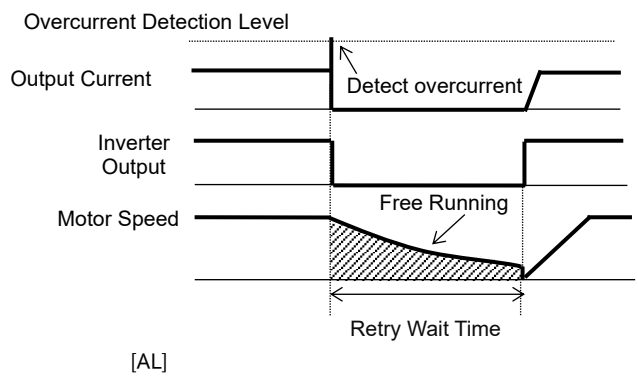 Overcurrent Detection Level
Output Current
Detect overcurrent
Inverter
Output
Free Running
Motor Speed
Retry Wait Time
[AL]